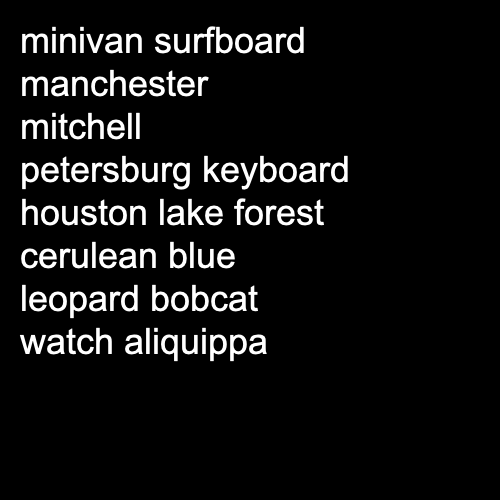 minivan surfboard
manchester
mitchell
petersburg keyboard
houston lake forest
cerulean blue
leopard bobcat
watch aliquippa